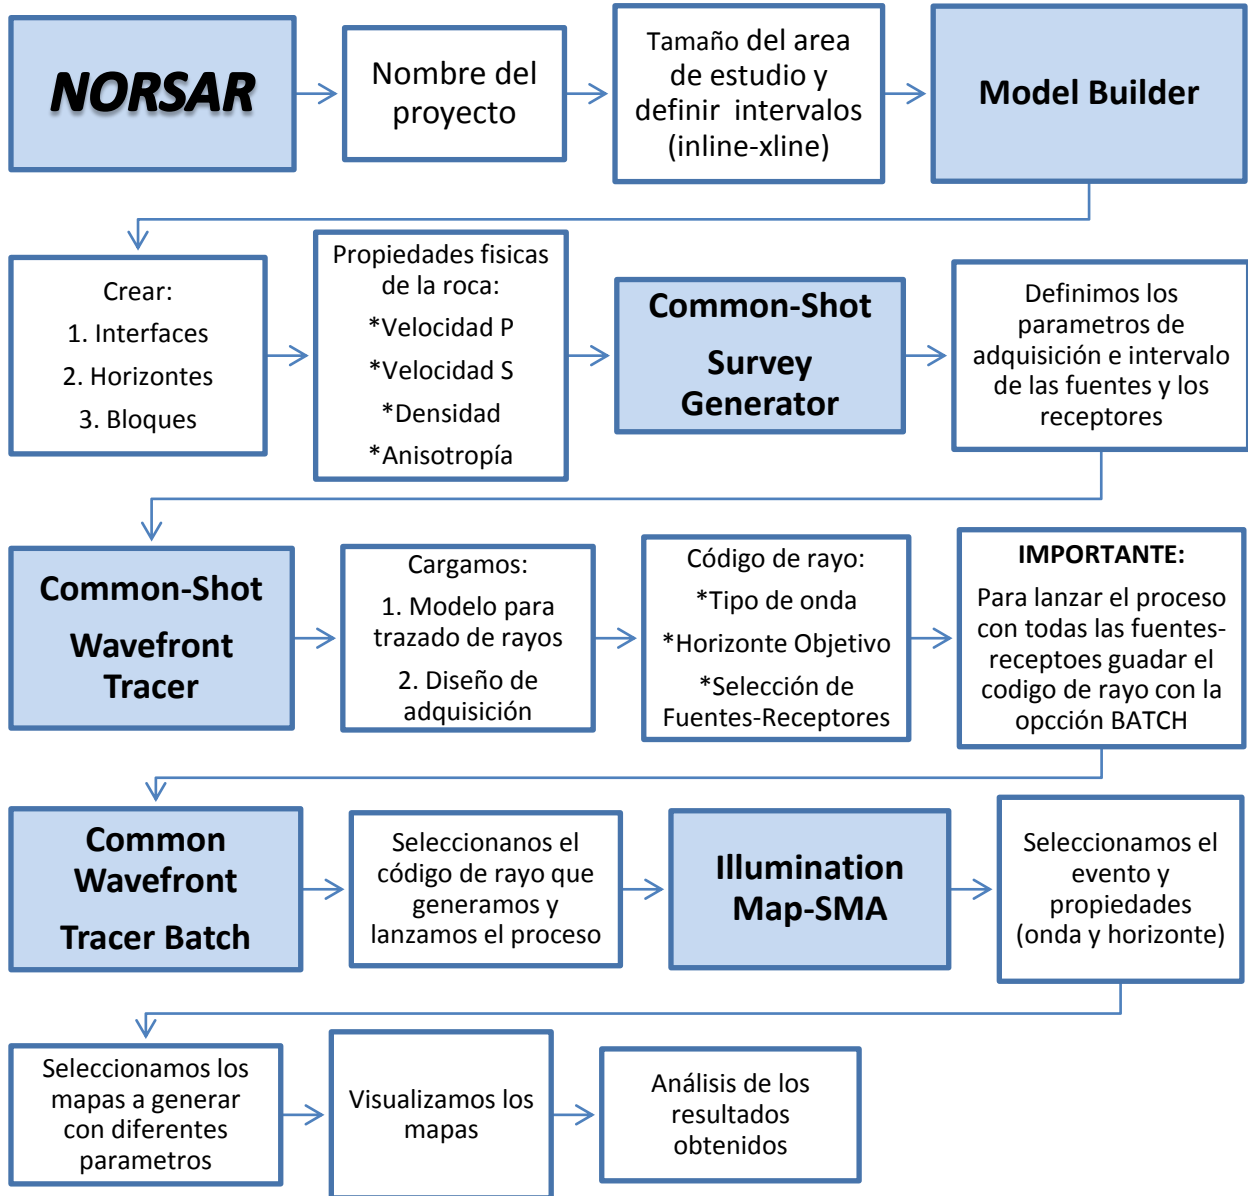 NORSAR
Nombre del
proyecto
Tamaño del area
de estudio y
definir intervalos
(inline-xline)
Model Builder
Crear:
1. Interfaces
2. Horizontes
3. Bloques
Propiedades fisicas
de la roca:
*Velocidad P
*Velocidad S
*Densidad
*Anisotropía
Common-Shot
Survey
Generator
Definimos los
parametros de
adquisición e intervalo
de las fuentes y los
receptores
Common-Shot
Wavefront
Tracer
Cargamos:
1. Modelo para
trazado de rayos
2. Diseño de
adquisición
Código de rayo:
*Tipo de onda
*Horizonte Objetivo
*Selección de
Fuentes-Receptores
IMPORTANTE:
Para lanzar el proceso
con todas las fuentes-
receptoes guadar el
codigo de rayo con la
opcción BATCH
Common
Wavefront
Tracer Batch
Seleccionanos el
código de rayo que
generamos y
lanzamos el proceso
Illumination
Map-SMA
Seleccionamos el
evento y
propiedades
(onda y horizonte)
Seleccionamos los
mapas a generar
con diferentes
parametros
Visualizamos los
mapas
Análisis de los
resultados
obtenidos